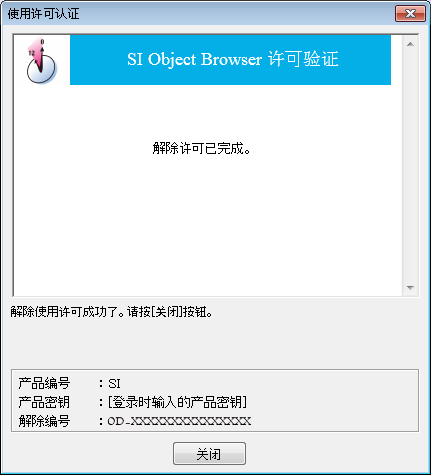 使用许可认证
0
12
SI Object Browser 许可验证
解除许可已完成。
解除使用许可成功了。请按[关闭]按钮。
产品编号 ：SI
产品密钥 ：[登录时输入的产品密钥]
解除编号 ：OD-XXXXXXXXXXXXXXX
关闭